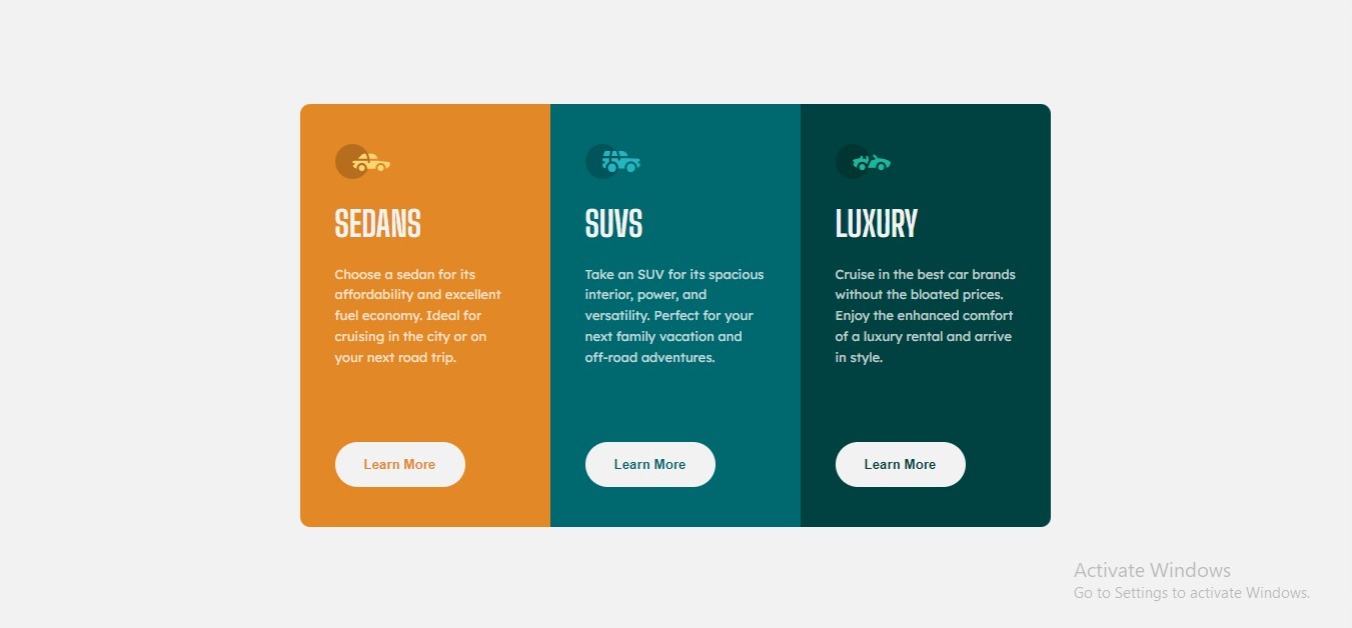 SEDANS
Choose a sedan for its
affordability and excellent
fuel economy. Ideal for
cruising in the city or on
your next road trip.
Learn More
SUVS
Take an SUV for its spacious
interior, power, and
versatility. Perfect for your
next family vacation and
off-road adventures.
Learn More
LUXURY
Cruise in the best car brands
without the bloated prices.
Enjoy the enhanced comfort
of a luxury rental and arrive
in style.
Learn More
Activate Windows
Go to Settings to activate Windows.